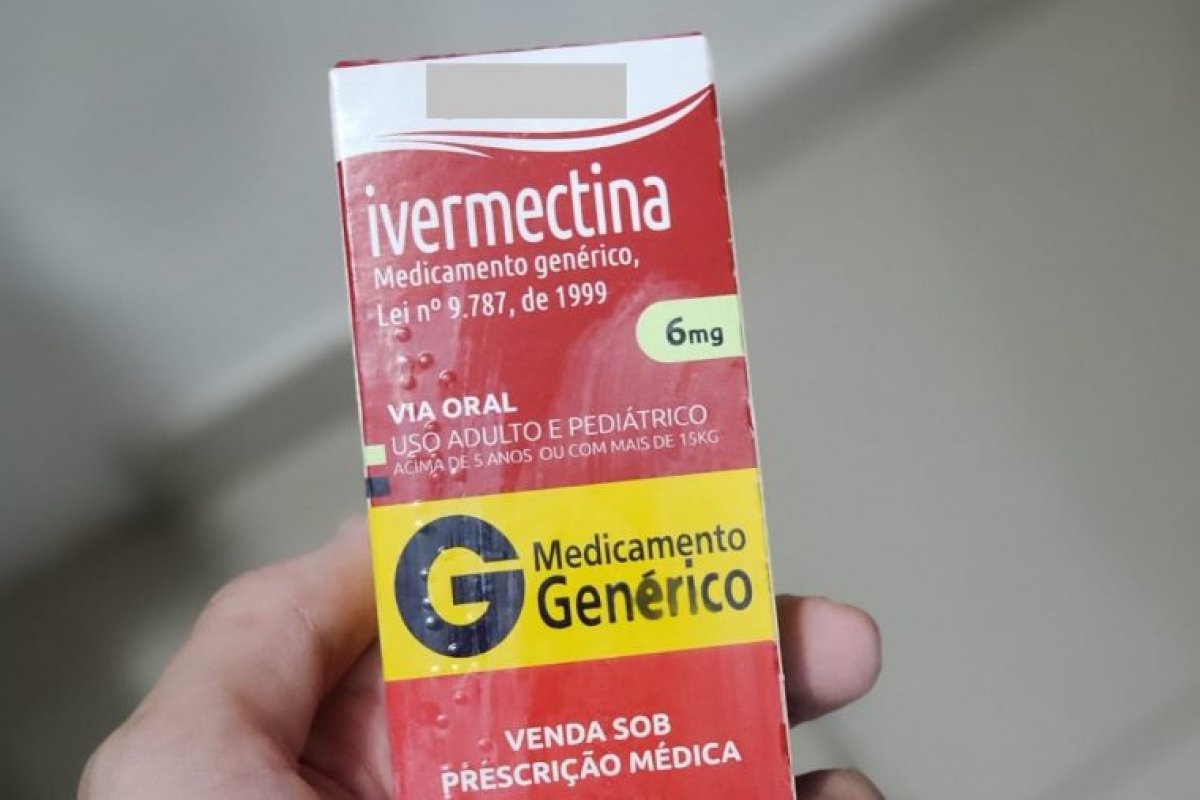 ivermectina
Medicamento genérico,
Lei nº 9.787, de 1999
6mg
VIA ORAL
USO ADULTO E PEDIÁTRICO
ACIMA DE 5 ANOS OU COM MAIS DE 15KG
G
Medicamento
Genérico
VENDA SOB
PRESCRIÇÃO MÉDICA